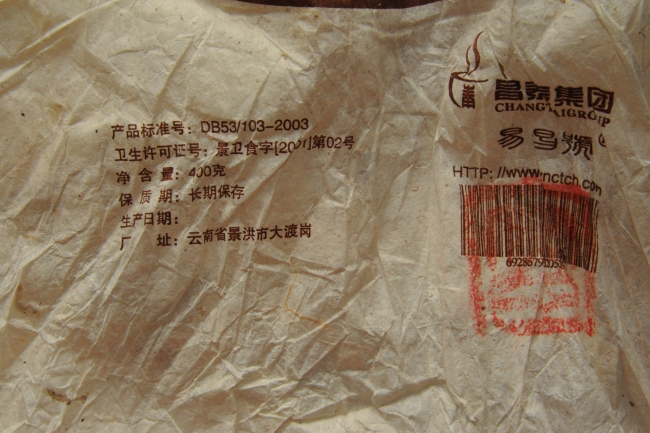 产品标准号：DB53/103-2003
卫生许可证号：景卫食字[2001]第02号
净 含 量：400克
保 质 期：长期保存
生产日期：
厂 址：云南省景洪市大渡岗
昌泰集团
CHANGTAIGROUP
易昌號
HTTP: //www.nctch.com